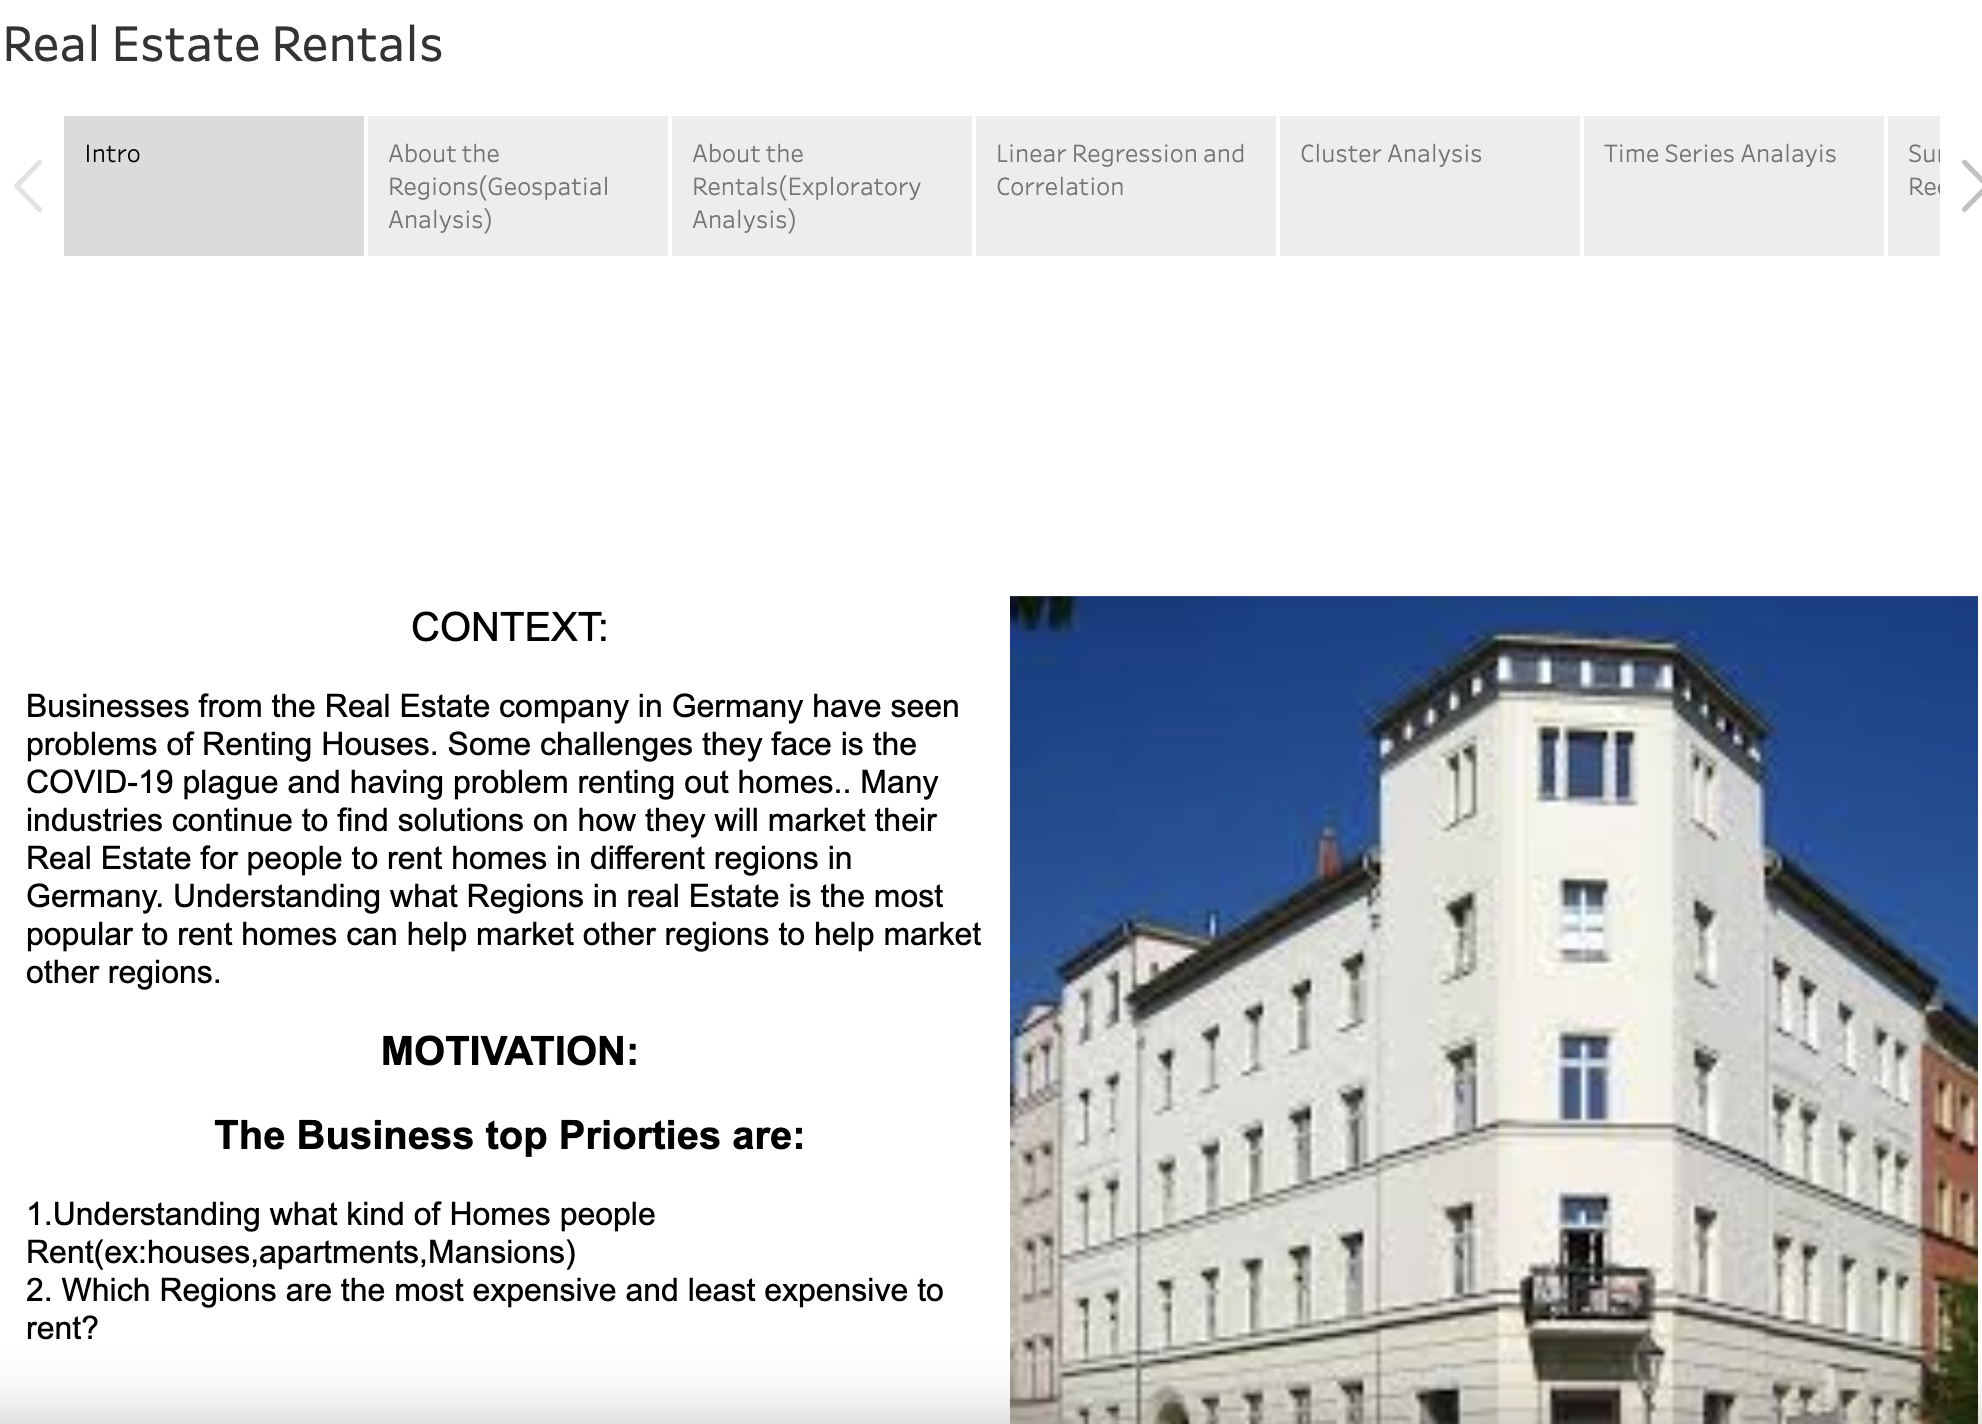 Real Estate Rentals
Intro
About the
Regions(Geospatial
Analysis)
About the
Rentals(Exploratory
Analysis)
Linear Regression and
Correlation
Cluster Analysis
Time Series Analayis
CONTEXT:
Businesses from the Real Estate company in Germany have seen
problems of Renting Houses. Some challenges they face is the
COVID-19 plague and having problem renting out homes.. Many
industries continue to find solutions on how they will market their
Real Estate for people to rent homes in different regions in
Germany. Understanding what Regions in real Estate is the most
popular to rent homes can help market other regions to help market
other regions.
MOTIVATION:
The Business top Priorties are:
1.Understanding what kind of Homes people
Rent(ex:houses,apartments,Mansions)
2. Which Regions are the most expensive and least expensive to
rent?